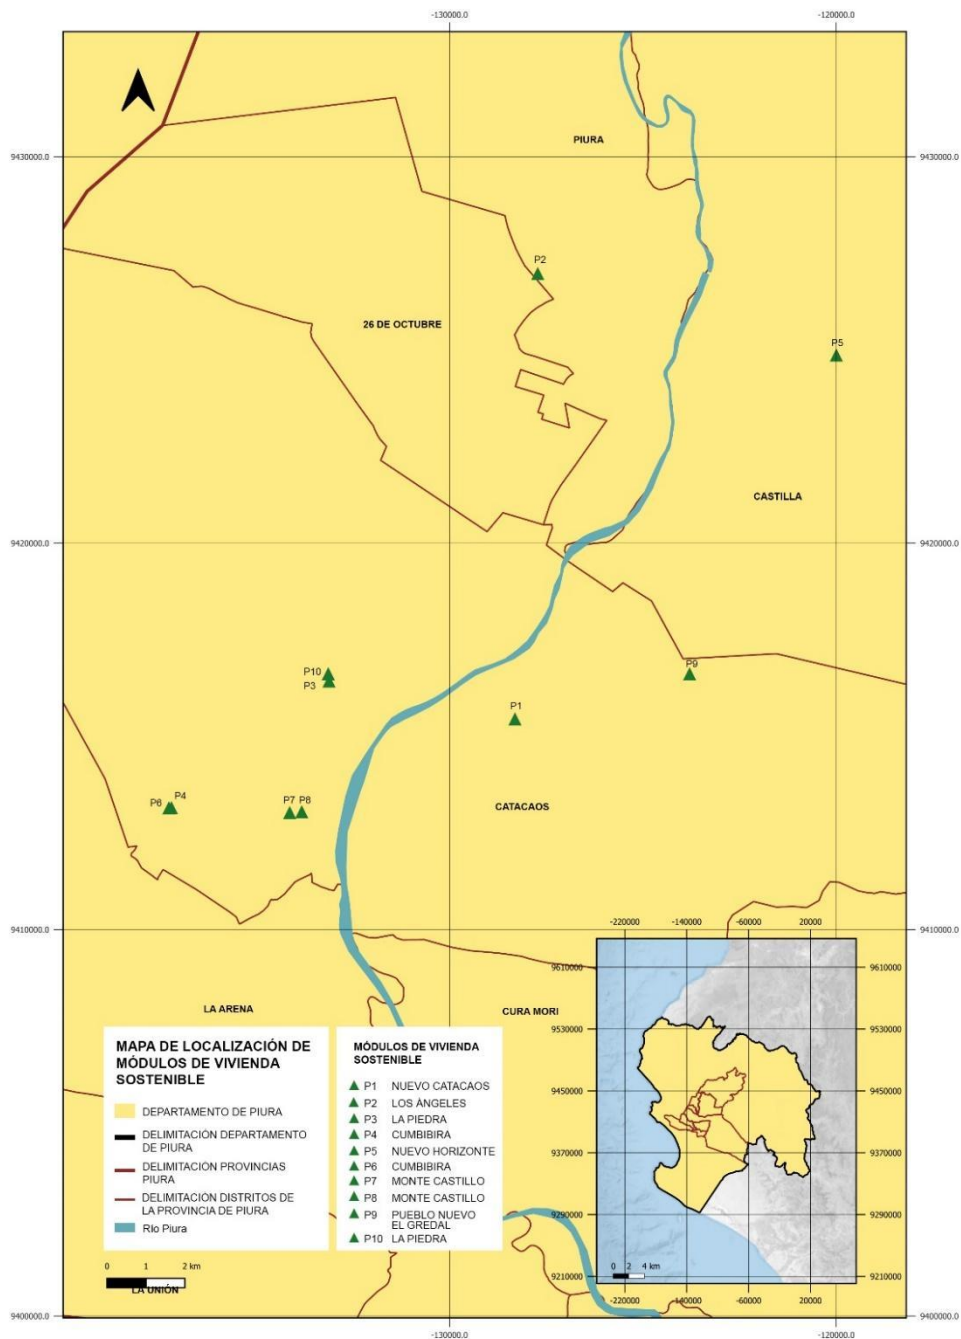 -130000.0
-120000.0
PIURA
9430000.0
9430000.0
P2
26 DE OCTUBRE
P5
CASTILLA
9420000.0
9420000.0
P10
P3
P9
P1
P6
P4
P7
P8
CATACAOS
9410000.0
9410000.0
LA ARENA
CURA MORI
MAPA DE LOCALIZACIÓN DE
MÓDULOS DE VIVIENDA
SOSTENIBLE
DEPARTAMENTO DE PIURA
DELIMITACIÓN DEPARTAMENTO
DE PIURA
DELIMITACIÓN PROVINCIAS
PIURA
DELIMITACIÓN DISTRITOS DE
LA PROVINCIA DE PIURA
Río Piura
0 1 2 km
LA UNIÓN
MÓDULOS DE VIVIENDA
SOSTENIBLE
P1 NUEVO CATACAOS
P2 LOS ÁNGELES
P3 LA PIEDRA
P4 CUMBIBIRA
P5 NUEVO HORIZONTE
P6 CUMBIBIRA
P7 MONTE CASTILLO
P8 MONTE CASTILLO
P9 PUEBLO NUEVO
EL GREDAL
P10 LA PIEDRA
-220000 -140000 -60000 20000
9610000
9610000
9530000
9530000
9450000
9450000
9370000
9370000
9290000
9290000
9210000
9210000
0 2 4 km
-220000 -140000 -60000 20000
9400000.0
9400000.0
-130000.0
-120000.0